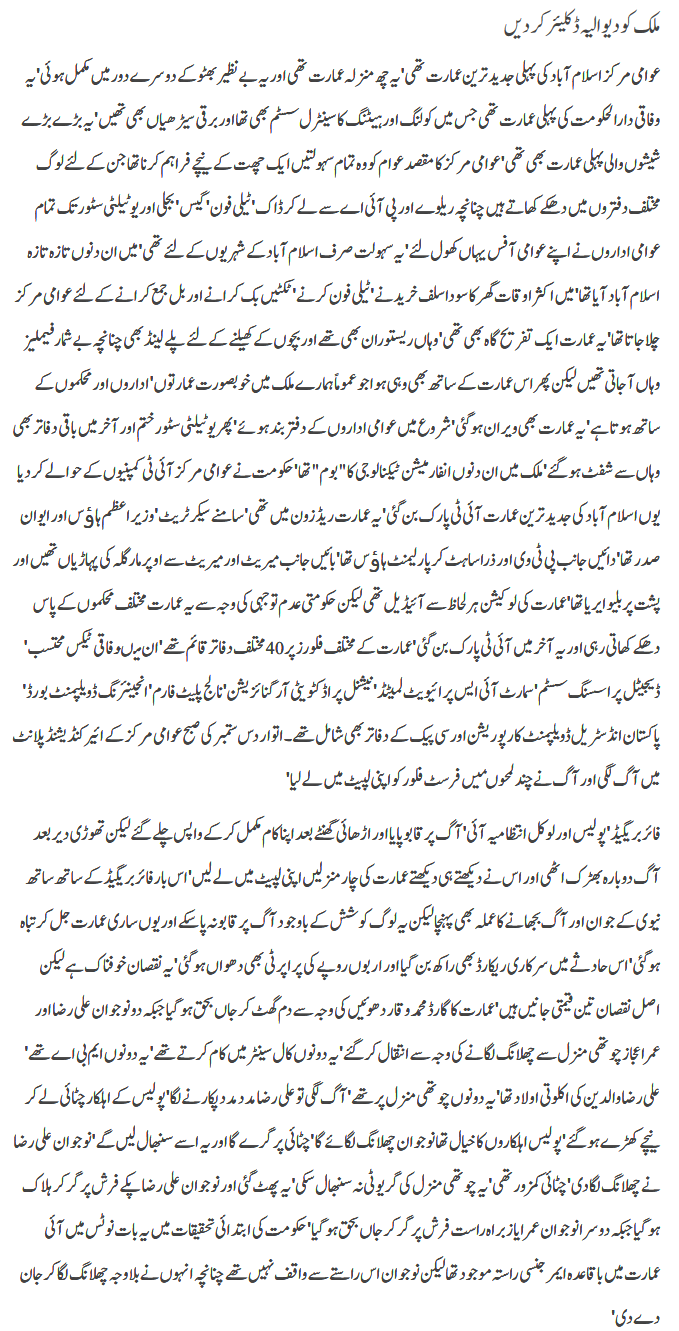 ملک کو دیوالیہ ڈکلیئر کر دیں
عوامی مرکز اسلام آباد کی پہلی جدید ترین عمارت تھی‘ یہ چھ منزلہ عمارت تھی اور یہ بے نظیر بھٹو کے دوسرے دور میں مکمل ہوئی‘ یہ
وفاقی دارالحکومت کی پہلی عمارت تھی جس میں کولنگ اور ہیٹنگ کا سینٹرل سسٹم بھی تھا اور برقی سیڑھیاں بھی تھیں‘ یہ بڑے بڑے
شیشوں والی پہلی عمارت بھی تھی‘ عوامی مرکز کا مقصد عوام کو وہ تمام سہولتیں ایک چھت کے نیچے فراہم کرنا تھا جن کے لئے لوگ
مختلف دفتروں میں دھکے کھاتے ہیں چنانچہ ریلوے اور پی آئی اے سے لے کر ڈاک‘ ٹیلی فون‘ گیس‘ بجلی اور یوٹیلٹی سٹور تک تمام
عوامی اداروں نے اپنے عوامی آفس یہاں کھول لئے‘ یہ سہولت صرف اسلام آباد کے شہریوں کے لئے تھی‘ میں ان دنوں تازہ تازہ
اسلام آباد آیا تھا‘ میں اکثر اوقات گھر کا سودا سلف خریدنے‘ ٹیلی فون کرنے‘ ٹکٹیں بک کرانے اور بل جمع کرانے کے لئے عوامی مرکز
چلا جاتا تھا‘ یہ عمارت ایک تفریح گاہ بھی تھی‘ وہاں ریستوران بھی تھے اور بچوں کے کھیلنے کے لئے پلے لینڈ بھی چنانچہ بے شمار فیملیز
وہاں آ جاتی تھیں لیکن پھر اس عمارت کے ساتھ بھی وہی ہوا جو عموماً ہمارے ملک میں خوبصورت عمارتوں‘ اداروں اور محکموں کے
ساتھ ہوتا ہے‘ یہ عمارت بھی ویران ہو گئی‘ شروع میں عوامی اداروں کے دفتر بند ہوئے‘ پھر یوٹیلٹی سٹور ختم اور آخر میں باقی دفاتر بھی
وہاں سے شفٹ ہو گئے‘ ملک میں ان دنوں انفارمیشن ٹیکنالوجی کا "بوم" تھا‘ حکومت نے عوامی مرکز آئی ٹی کمپنیوں کے حوالے کر دیا
یوں اسلام آباد کی جدید ترین عمارت آئی ٹی پارک بن گئی‘ یہ عمارت ریڈ زون میں تھی‘ سامنے سیکرٹریٹ‘ وزیراعظم ہاؤس اور ایوان
صدر تھا‘ دائیں جانب پی ٹی وی اور ذرا سا ہٹ کر پارلیمنٹ ہاؤس تھا‘ بائیں جانب میریٹ اور میریٹ سے اوپر مارگلہ کی پہاڑیاں تھیں اور
پشت پر بلیو ایریا تھا‘ عمارت کی لوکیشن ہر لحاظ سے آئیڈیل تھی لیکن حکومتی عدم توجہی کی وجہ سے یہ عمارت مختلف محکموں کے پاس
دھکے کھاتی رہی اور یہ آخر میں آئی ٹی پارک بن گئی‘ عمارت کے مختلف فلورز پر 40 مختلف دفاتر قائم تھے‘ ان میں وفاقی ٹیکس محتسب‘
ڈیجیٹل پراسسنگ سسٹم‘ سمارٹ آئی ایس پرائیویٹ لمیٹڈ‘ نیشنل پراڈکٹویٹی آرگنائزیشن‘ نالج پلیٹ فارم‘ انجینئرنگ ڈویلپمنٹ بورڈ‘
پاکستان انڈسٹریل ڈویلپمنٹ کارپوریشن اور سی پیک کے دفاتر بھی شامل تھے۔ اتوار دس ستمبر کی صبح عوامی مرکز کے ائیر کنڈیشنڈ پلانٹ
میں آگ لگی اور آگ نے چند لمحوں میں فرسٹ فلور کو اپنی لپیٹ میں لے لیا‘
فائر بریگیڈ‘ پولیس اور لوکل انتظامیہ آئی‘ آگ پر قابو پایا اور اڑھائی گھنٹے بعد اپنا کام مکمل کر کے واپس چلے گئے لیکن تھوڑی دیر بعد
آگ دوبارہ بھڑک اٹھی اور اس نے دیکھتے ہی دیکھتے عمارت کی چار منزلیں اپنی لپیٹ میں لے لیں‘ اس بار فائر بریگیڈ کے ساتھ ساتھ
نیوی کے جوان اور آگ بجھانے کا عملہ بھی پہنچا لیکن یہ لوگ کوشش کے باوجود آگ پر قابو نہ پا سکے اور یوں ساری عمارت جل کر تباہ
ہو گئی‘ اس حادثے میں سرکاری ریکارڈ بھی راکھ بن گیا اور اربوں روپے کی پراپرٹی بھی دھواں ہو گئی‘ یہ نقصان خوفناک ہے لیکن
اصل نقصان تین قیمتی جانیں ہیں‘ عمارت کا گارڈ محمد وقار دھوئیں کی وجہ سے دم گھٹ کر جاں بحق ہو گیا جبکہ دو نوجوان علی رضا اور
عمر اعجاز چوتھی منزل سے چھلانگ لگانے کی وجہ سے انتقال کر گئے‘ یہ دونوں کال سینٹر میں کام کرتے تھے‘ یہ دونوں ایم بی اے تھے‘
علی رضا والدین کی اکلوتی اولاد تھا‘ یہ دونوں چوتھی منزل پر تھے‘ آگ لگی تو علی رضا مدد مدد پکارنے لگا‘ پولیس کے اہلکار چٹائی لے کر
نیچے کھڑے ہو گئے‘ پولیس اہلکاروں کا خیال تھا نوجوان چھلانگ لگائے گا‘ چٹائی پر گرے گا اور یہ اسے سنبھال لیں گے‘ نوجوان علی رضا
نے چھلانگ لگا دی‘ چٹائی کمزور تھی‘ یہ چوتھی منزل کی گریوٹی نہ سنبھال سکی‘ یہ پھٹ گئی اور نوجوان علی رضا پکے فرش پر گر کر ہلاک
ہو گیا جبکہ دوسرا نوجوان عمر ایاز براہ راست فرش پر گر کر جاں بحق ہو گیا‘ حکومت کی ابتدائی تحقیقات میں یہ بات نوٹس میں آئی
عمارت میں باقاعدہ ایمرجنسی راستہ موجود تھا لیکن نوجوان اس راستے سے واقف نہیں تھے چنانچہ انہوں نے بلاوجہ چھلانگ لگا کر جان
دے دی‘